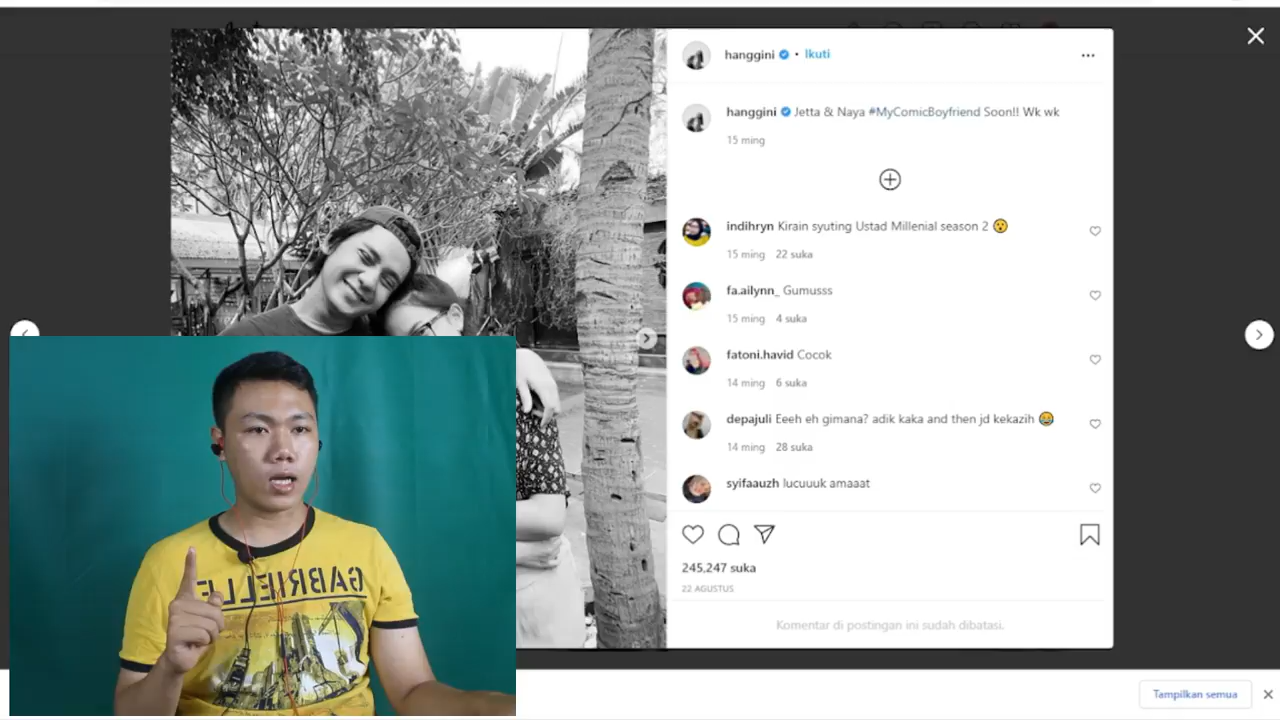 hanggini • Ikuti
hanggini Jetta & Naya #MyComicBoyfriend Soon!! Wk wk
15 ming
indihryn Kirain syuting Ustad Millenial season 2 😯
15 ming 22 suka
fa.ailynn_ Gumusss
15 ming 4 suka
fatoni.havid Cocok
14 ming 6 suka
depajuli Eeeh eh gimana? adik kaka and then jd kekazih 😂
14 ming 28 suka
syifaauzh lucuuuk amaaat
245,247 suka
22 AGUSTUS
Komentar di postingan ini sudah dibatasi.
GABRIELLE
Tampilkan semua